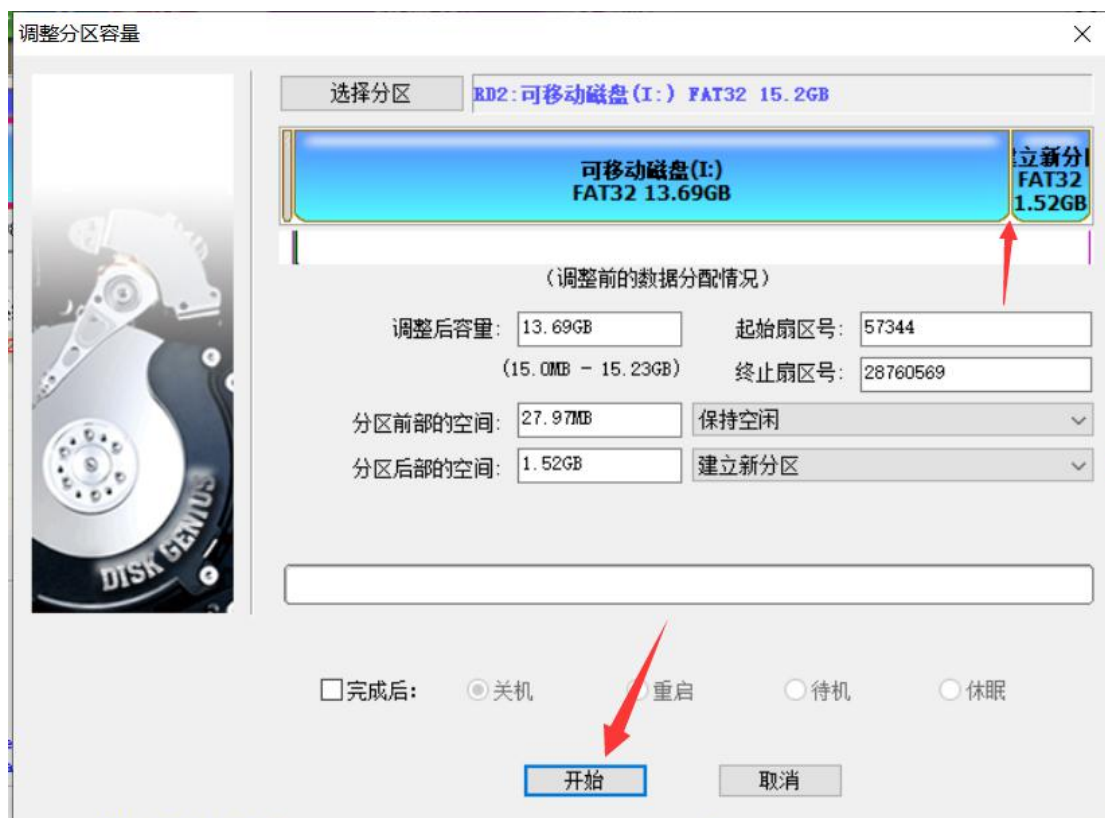 调整分区容量
选择分区 RD2:可移动磁盘(I:) FAT32 15.2GB
可移动磁盘(I:)
FAT32 13.69GB
立新分
FAT32
1.52GB
(调整前的数据分配情况)
调整后容量: 13.69GB 起始扇区号: 57344
(15.0MB - 15.23GB) 终止扇区号: 28760569
分区前部的空间: 27.97MB 保持空闲
分区后部的空间: 1.52GB 建立新分区
DISK GENIUS
完成后: 关机 重启 待机 休眠
开始 取消